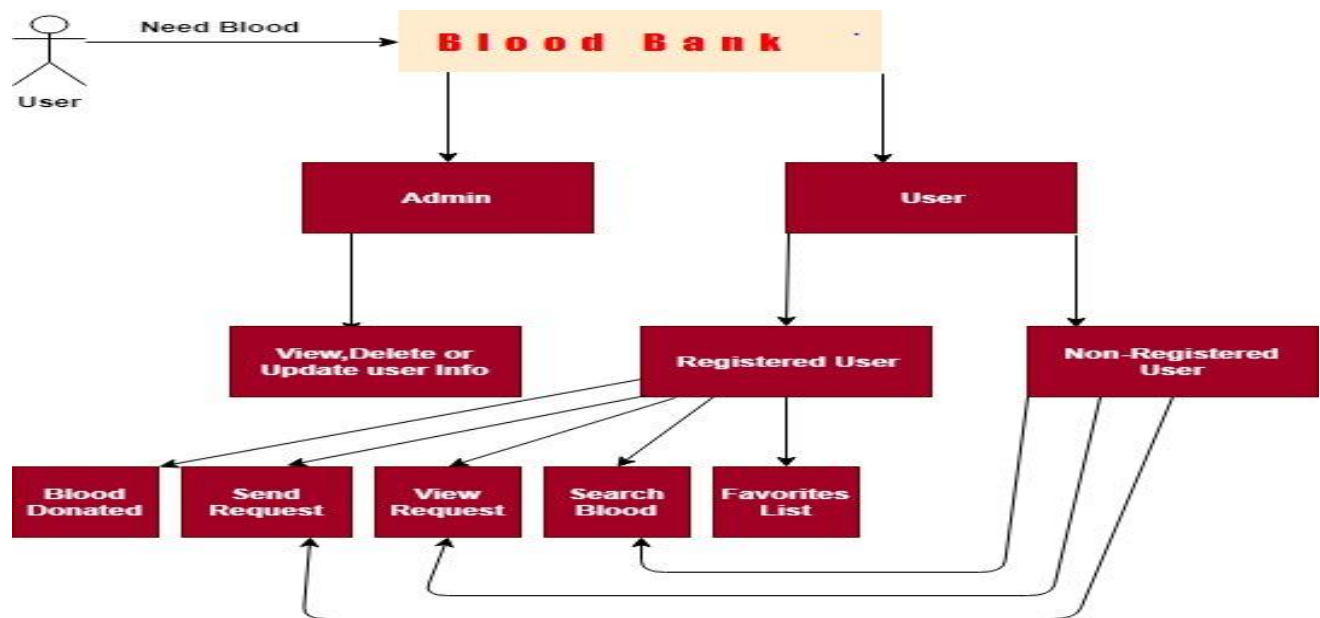 Need Blood
Blood Bank
User
Admin
User
View,Delete or
Update user Info
Registered User
Non-Registered
User
Blood
Donated
Send
Request
View
Request
Search
Blood
Favorites
List